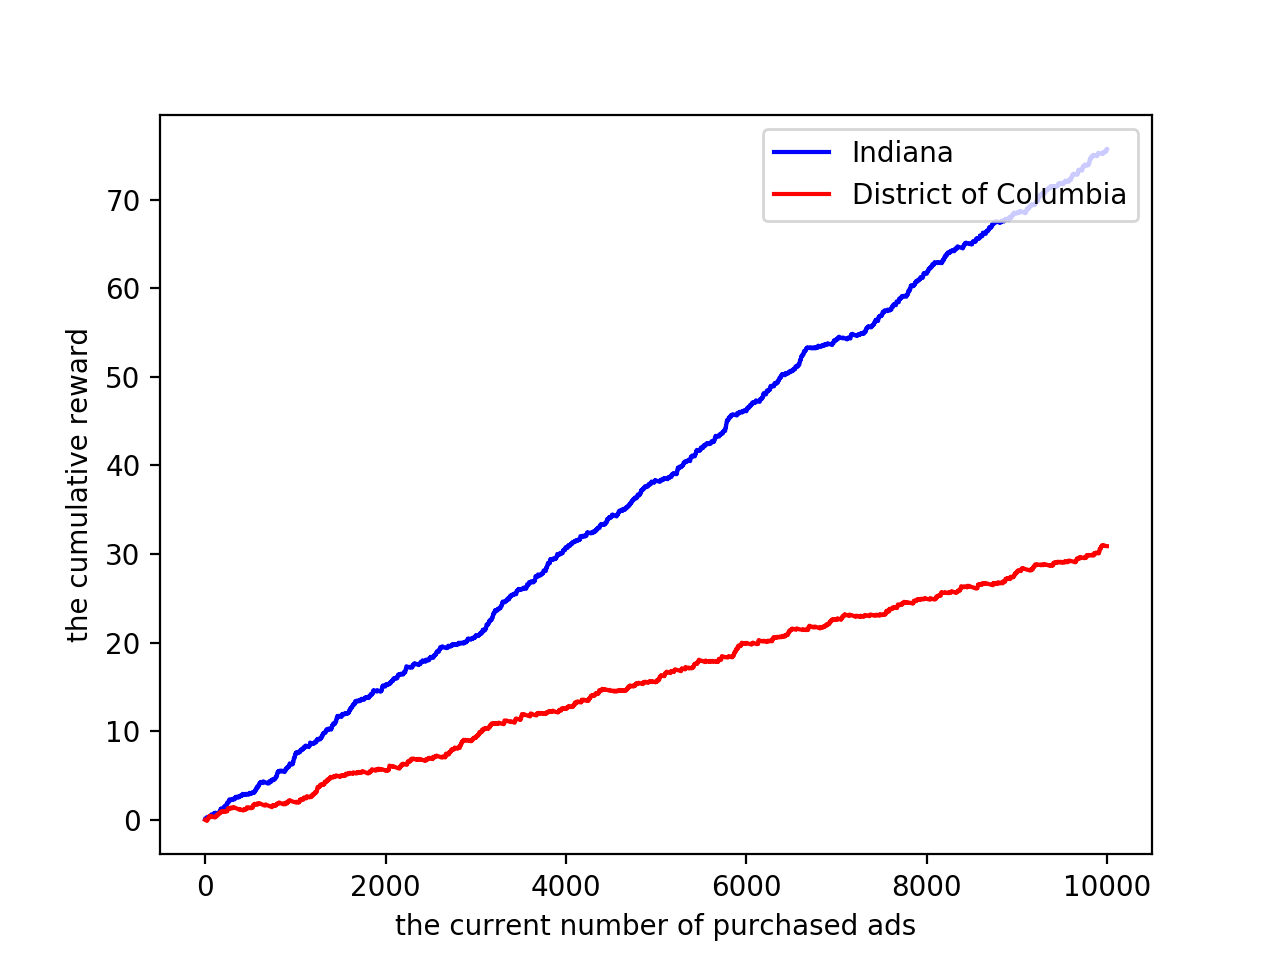 Indiana
District of Columbia
70
60
50
40
30
20
10
0
the cumulative reward
0 2000 4000 6000 8000 10000
the current number of purchased ads